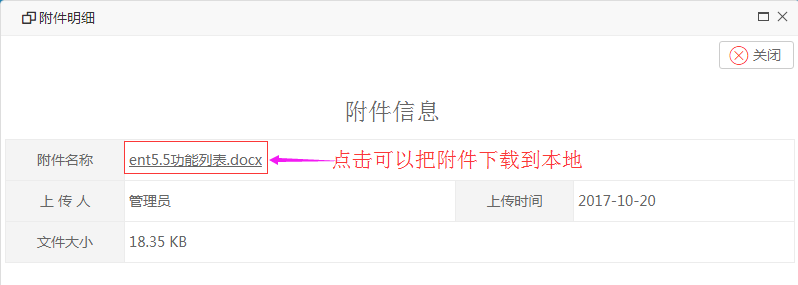 附件明细
关闭
附件信息
附件名称 ent5.5功能列表.docx 点击可以把附件下载到本地
上 传 人 管理员 上传时间 2017-10-20
文件大小 18.35 KB